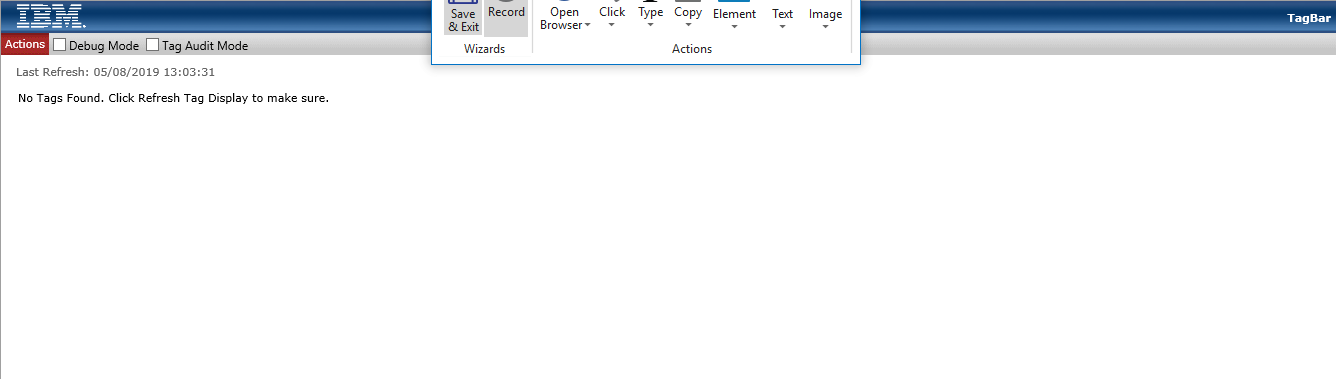 IBM.
TagBar
Save
& Exit
Record
Open
Browser
Click
Type
Copy
Element
Text
Image
Wizards
Actions
Actions
Debug Mode
Tag Audit Mode
Last Refresh: 05/08/2019 13:03:31
No Tags Found. Click Refresh Tag Display to make sure.